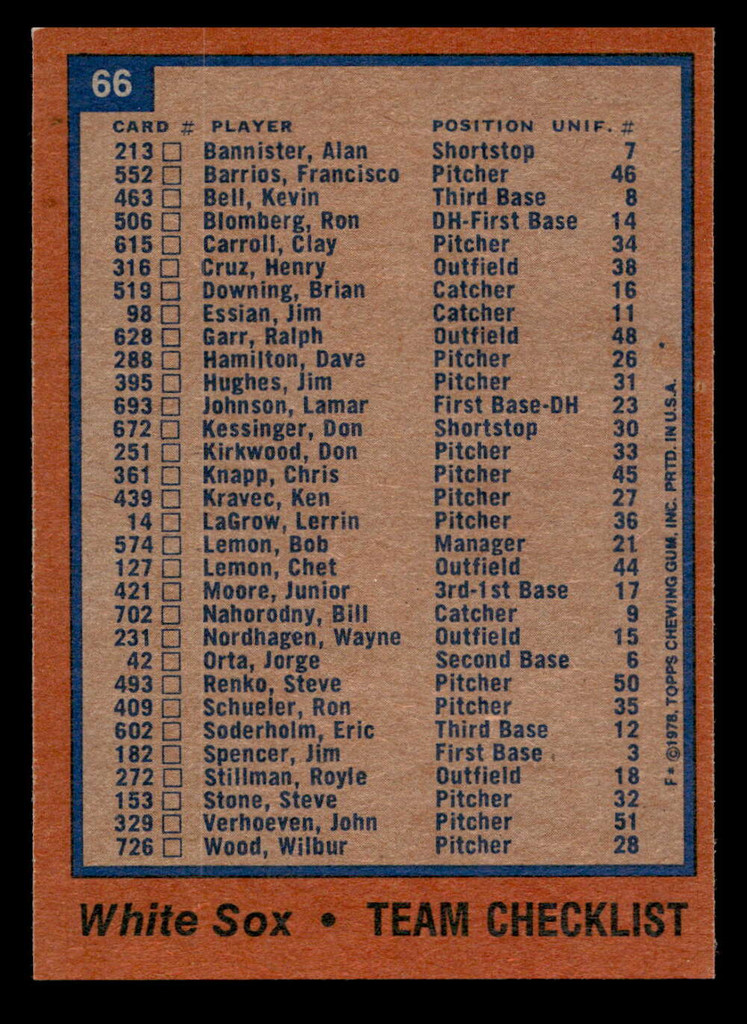 66
CARD # PLAYER POSITION UNIF. #
213 Bannister, Alan Shortstop 7
552 Barrios, Francisco Pitcher 46
463 Bell, Kevin Third Base 8
506 Blomberg, Ron DH-First Base 14
615 Carroll, Clay Pitcher 34
316 Cruz, Henry Outfield 38
519 Downing, Brian Catcher 16
98 Essian, Jim Catcher 11
628 Garr, Ralph Outfield 48
288 Hamilton, Dave Pitcher 26
395 Hughes, Jim Pitcher 31
693 Johnson, Lamar First Base-DH 23
672 Kessinger, Don Shortstop 30
251 Kirkwood, Don Pitcher 33
361 Knapp, Chris Pitcher 45
439 Kravec, Ken Pitcher 27
14 LaGrow, Lerrin Pitcher 36
574 Lemon, Bob Manager 21
127 Lemon, Chet Outfield 44
421 Moore, Junior 3rd-1st Base 17
702 Nahorodny, Bill Catcher 9
231 Nordhagen, Wayne Outfield 15
42 Orta, Jorge Second Base 6
493 Renko, Steve Pitcher 50
409 Schueler, Ron Pitcher 35
602 Soderholm, Eric Third Base 12
182 Spencer, Jim First Base 3
272 Stillman, Royle Outfield 18
153 Stone, Steve Pitcher 32
329 Verhoeven, John Pitcher 51
726 Wood, Wilbur Pitcher 28
F* ©1978, TOPPS CHEWING GUM, INC. PRTD. IN U.S.A.
White Sox • TEAM CHECKLIST